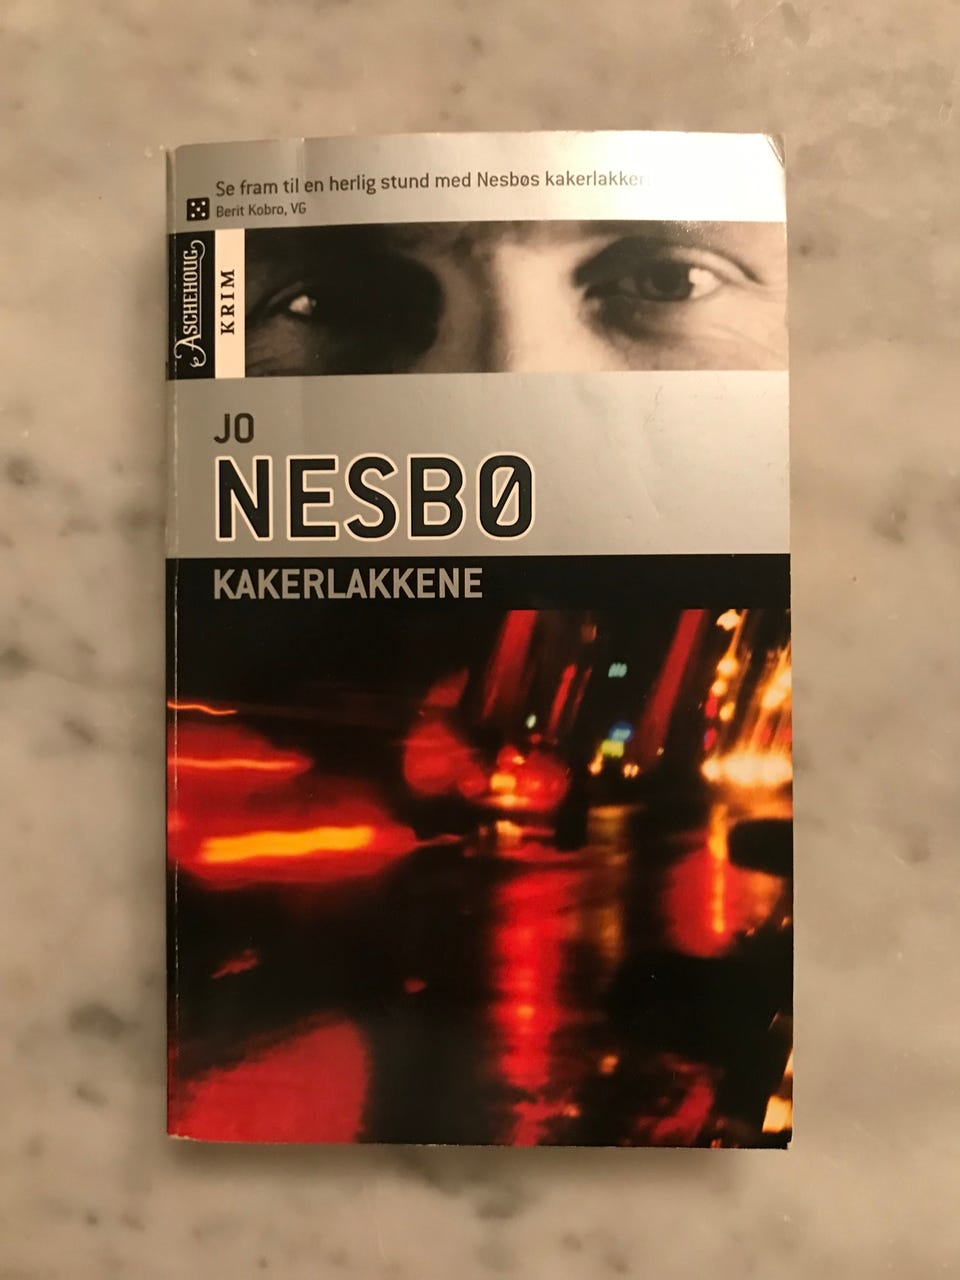 Se fram til en herlig stund med Nesbøs kakerlakker!
Berit Kobro, VG
ASCHEHOUG
KRIM
JO
NESBØ
KAKERLAKKENE